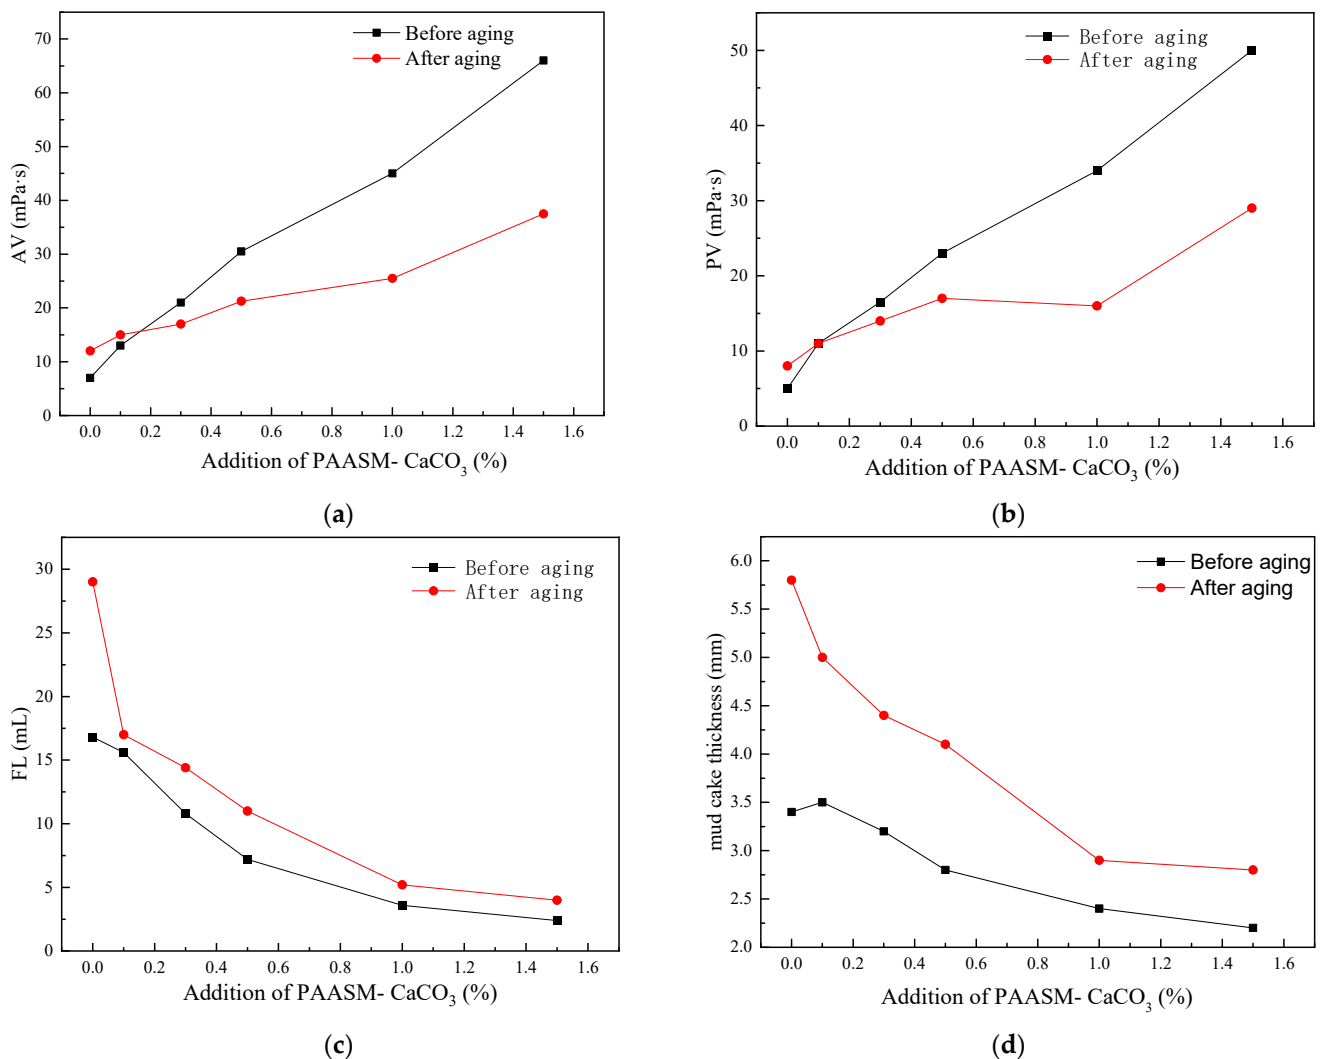 70
60
50
40
30
20
10
0
AV (mPa·s)
Before aging
After aging
0.0 0.2 0.4 0.6 0.8 1.0 1.2 1.4 1.6
Addition of PAASM- CaCO₃ (%)
(a)
50
40
30
20
10
0
PV (mPa·s)
Before aging
After aging
0.0 0.2 0.4 0.6 0.8 1.0 1.2 1.4 1.6
Addition of PAASM- CaCO₃ (%)
(b)
30
25
20
15
10
5
0
FL (mL)
Before aging
After aging
0.0 0.2 0.4 0.6 0.8 1.0 1.2 1.4 1.6
Addition of PAASM- CaCO₃ (%)
(c)
6.0
5.5
5.0
4.5
4.0
3.5
3.0
2.5
2.0
mud cake thickness (mm)
Before aging
After aging
0.0 0.2 0.4 0.6 0.8 1.0 1.2 1.4 1.6
Addition of PAASM- CaCO₃ (%)
(d)